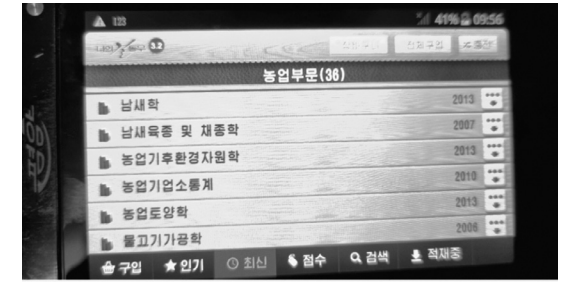 123 41% 09:56
3.2
농업부문(36)
남새학 2013
남새육종 및 채종학 2007
농업기후환경자원학 2013
농업기업소통계 2010
농업토양학 2013
물고기가공학 2006
구입 인기 최신 점수 검색 적재중